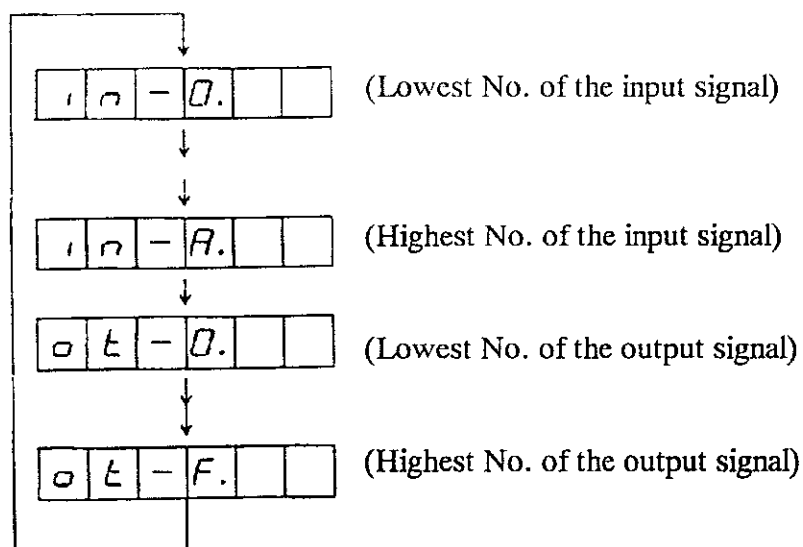 in-0. (Lowest No. of the input signal)
in-A. (Highest No. of the input signal)
ot-0. (Lowest No. of the output signal)
ot-F. (Highest No. of the output signal)